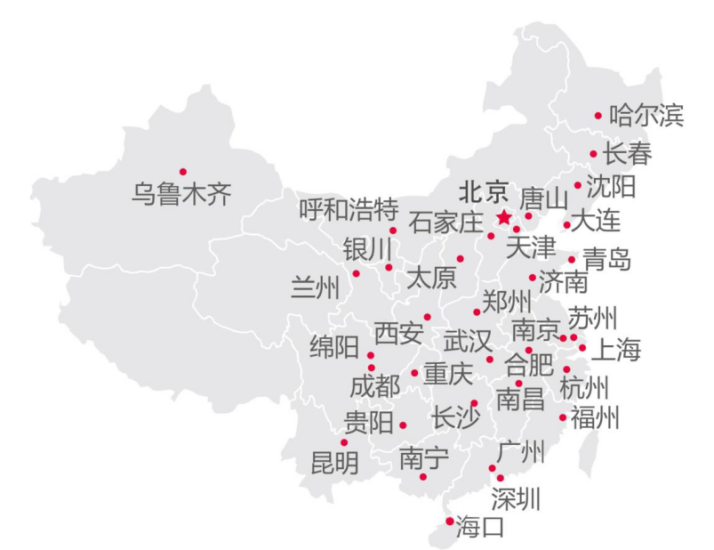 哈尔滨
长春
沈阳
乌鲁木齐
北京
唐山
呼和浩特
石家庄
大连
天津
银川
青岛
太原
济南
兰州
郑州
苏州
南京
西安
武汉
上海
绵阳
合肥
重庆
成都
杭州
南昌
长沙
福州
贵阳
广州
昆明
南宁
深圳
海口